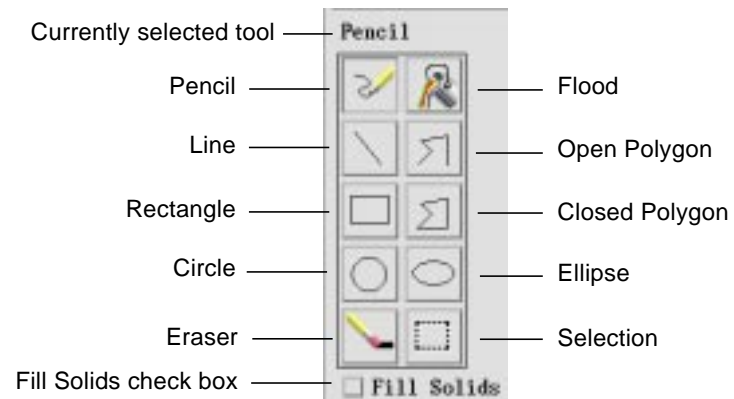 Currently selected tool Pencil
Pencil Flood
Line Open Polygon
Rectangle Closed Polygon
Circle Ellipse
Eraser Selection
Fill Solids check box Fill Solids